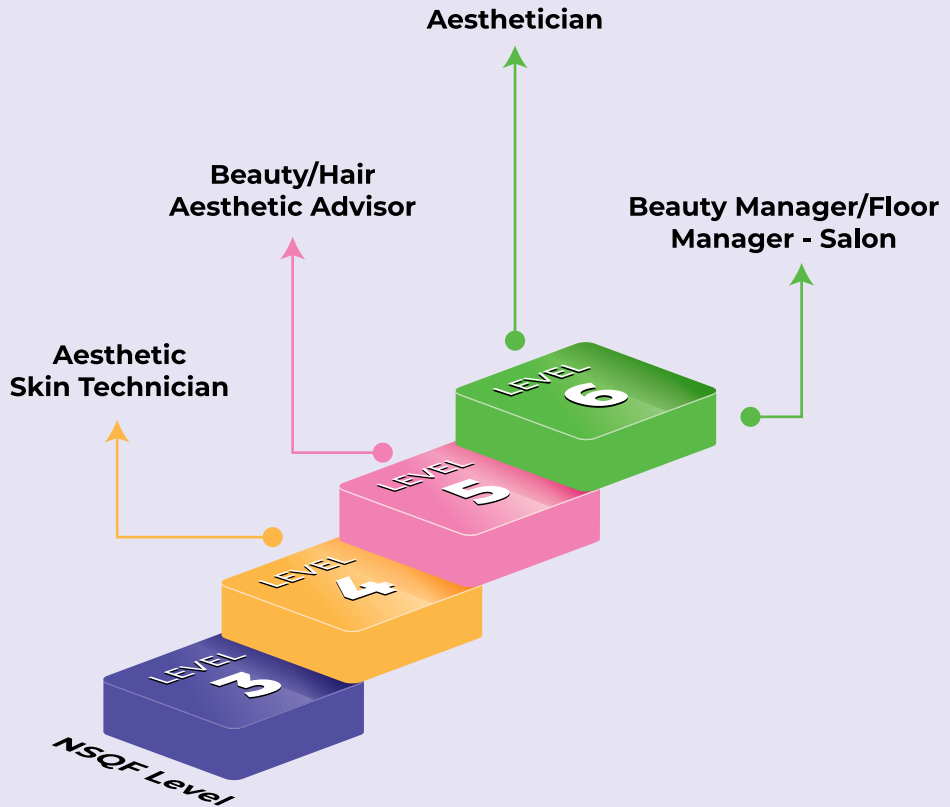 Aesthetician
Beauty/Hair
Aesthetic Advisor
Beauty Manager/Floor
Manager - Salon
Aesthetic
Skin Technician
LEVEL
6
LEVEL
5
LEVEL
4
LEVEL
3
NSQF Level